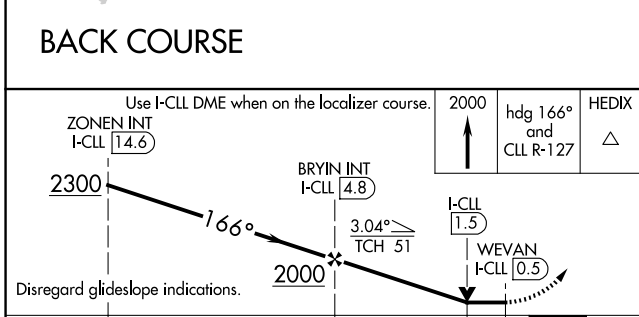 BACK COURSE
Use I-CLL DME when on the localizer course.
2000
hdg 166°
and
CLL R-127
HEDIX
ZONEN INT
I-CLL 14.6
2300
166°
BRYIN INT
I-CLL 4.8
2000
3.04°
TCH 51
I-CLL
1.5
WEVAN
I-CLL 0.5
Disregard glideslope indications.